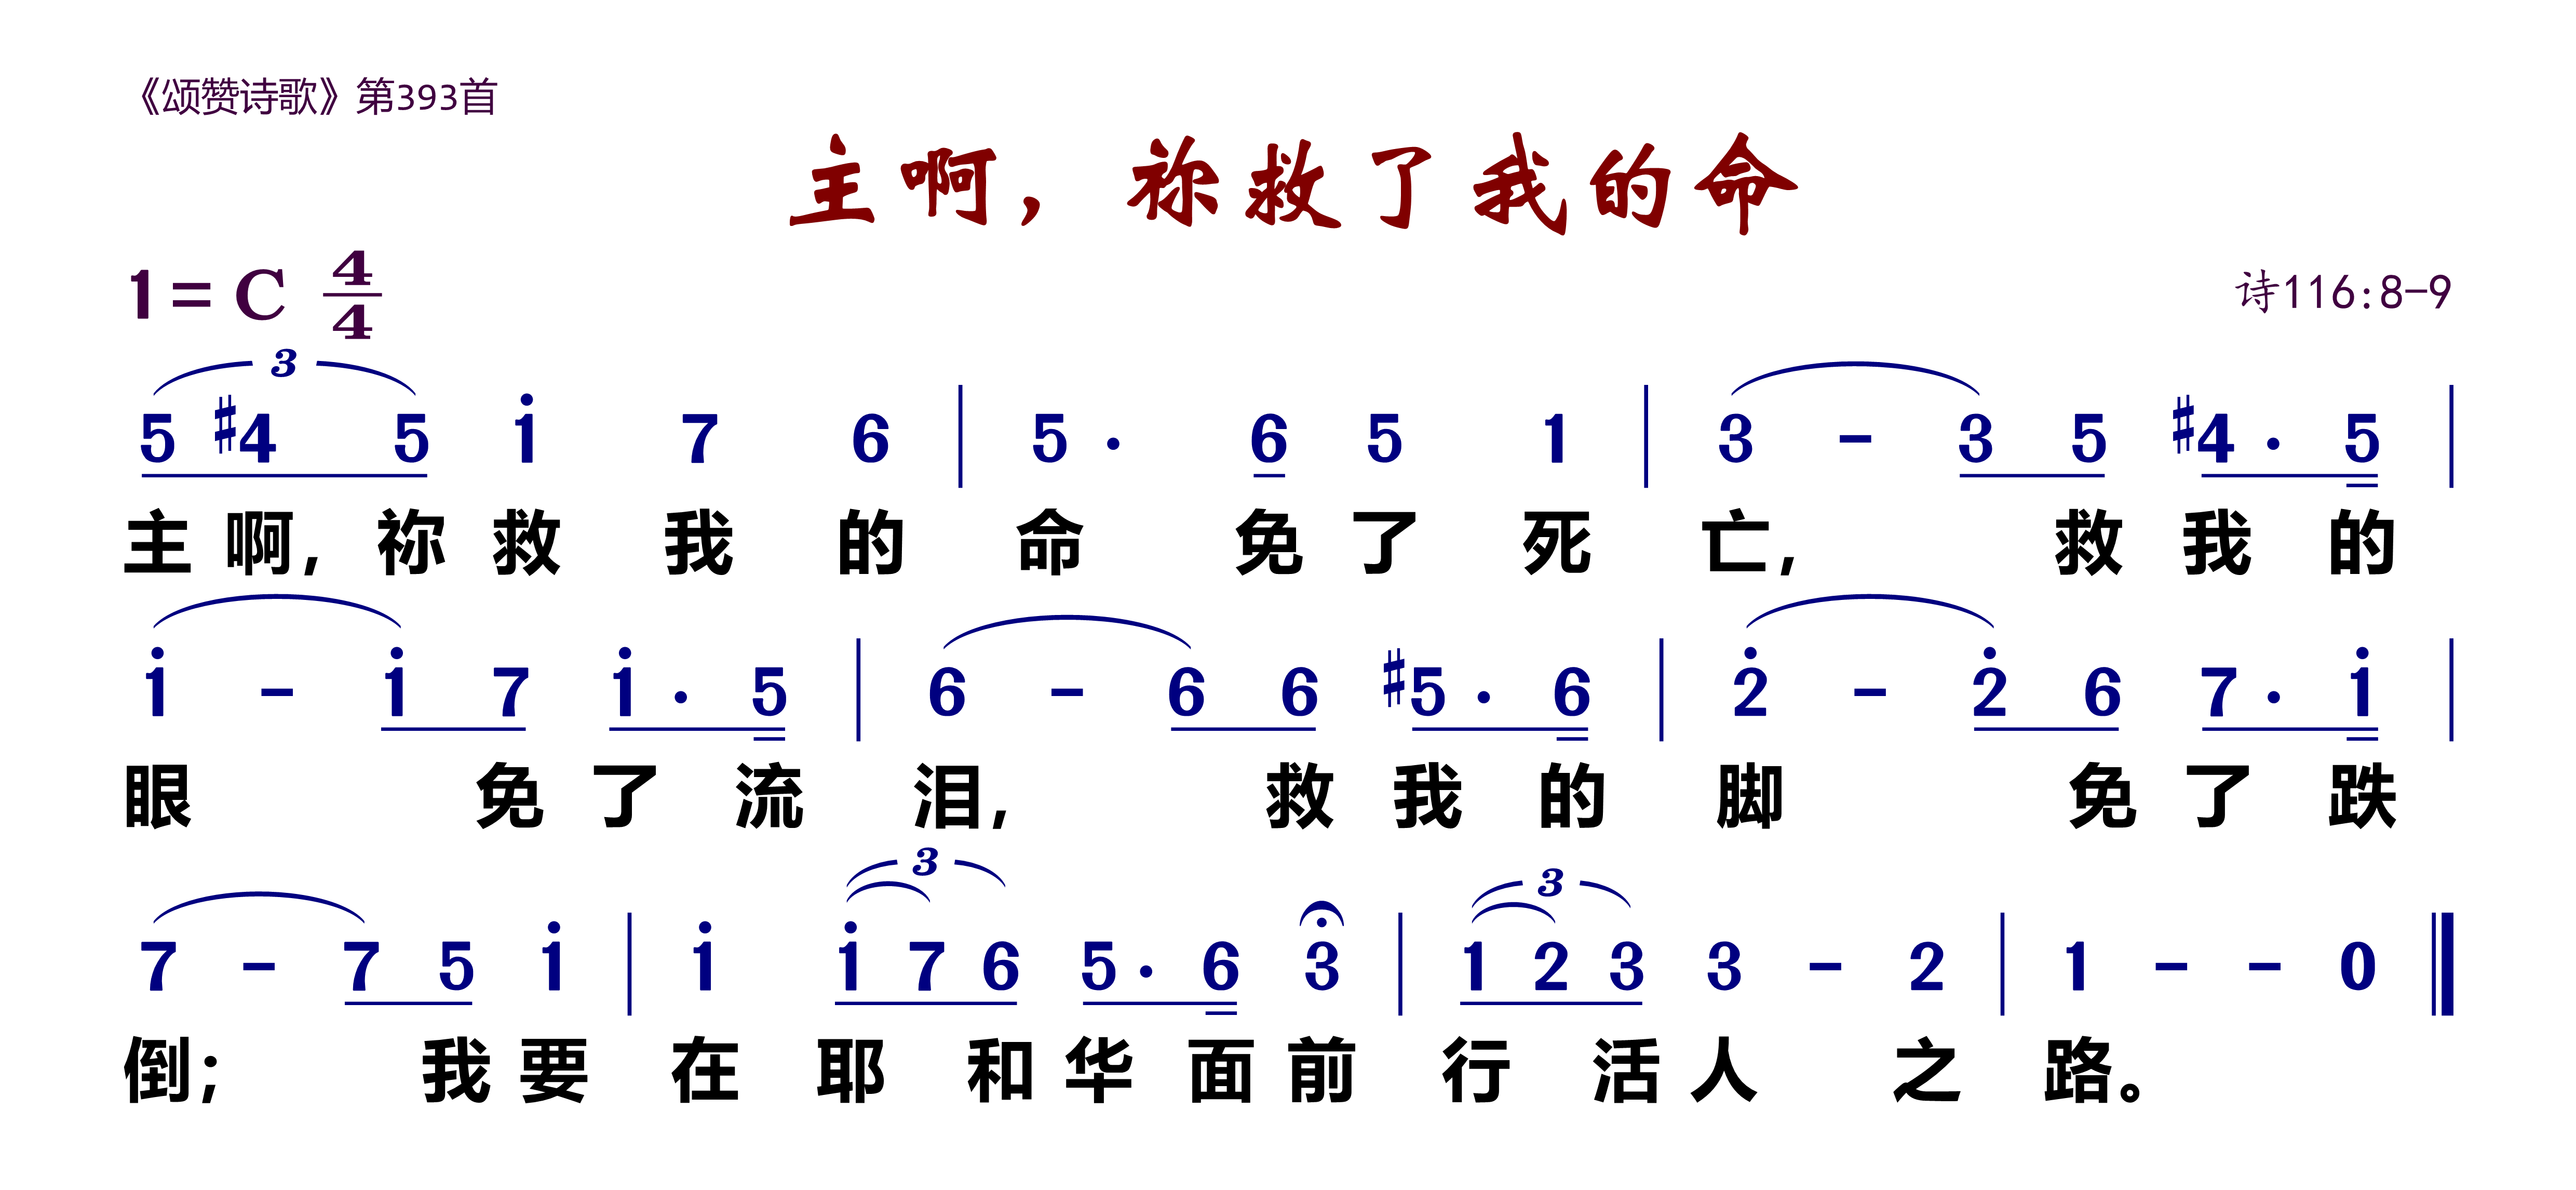 《颂赞诗歌》第393首
主啊，祢救了我的命
1=C 4/4
诗116:8-9
3
5 #4 5 i 7 6 | 5 · 6 5 1 | 3 - 3 5 #4 · 5 |
主啊，祢救我的命免了死亡，救我的
i - i 7 i · 5 | 6 - 6 6 #5 · 6 | 2̇ - 2̇ 6 7 · i |
眼免了流泪，救我的脚免了跌
3 3
7 - 7 5 i | i i 7 6 5 · 6 3 | 1 2 3 3 - 2 | 1 - - 0 ‖
倒；我要在耶和华面前行活人之路。